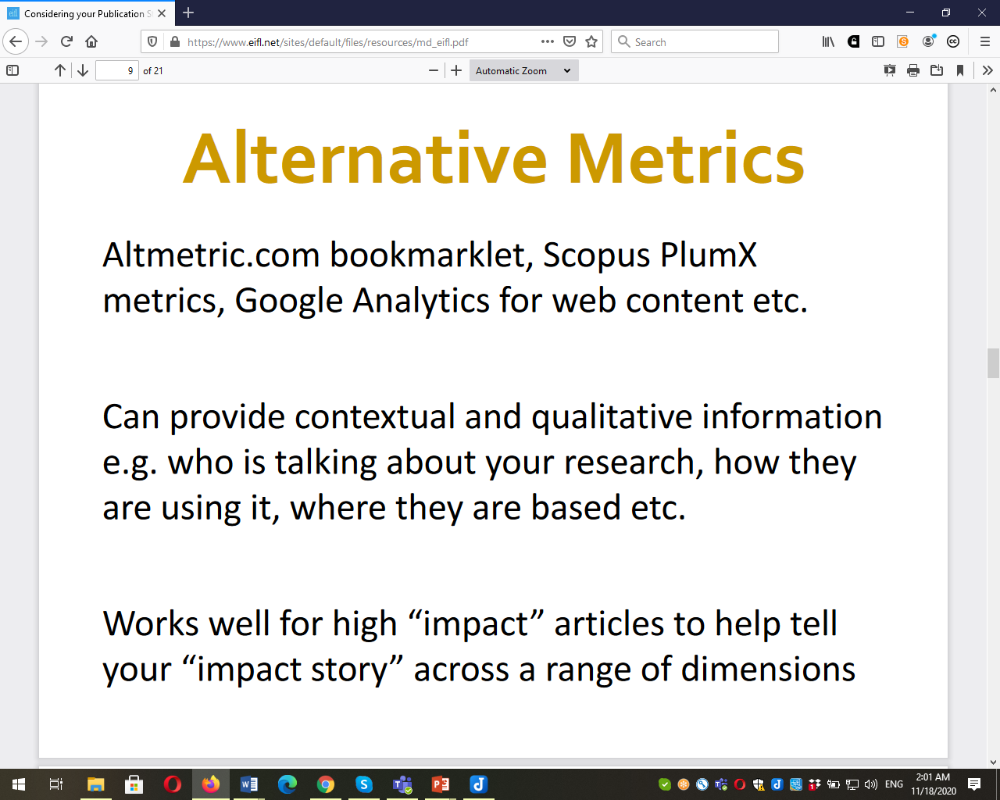 eifl Considering your Publication S
https://www.eifl.net/sites/default/files/resources/md_eifl.pdf
Search
9 of 21
Automatic Zoom
Alternative Metrics
Altmetric.com bookmarklet, Scopus PlumX
metrics, Google Analytics for web content etc.
Can provide contextual and qualitative information
e.g. who is talking about your research, how they
are using it, where they are based etc.
Works well for high “impact” articles to help tell
your “impact story” across a range of dimensions
ENG
2:01 AM
11/18/2020